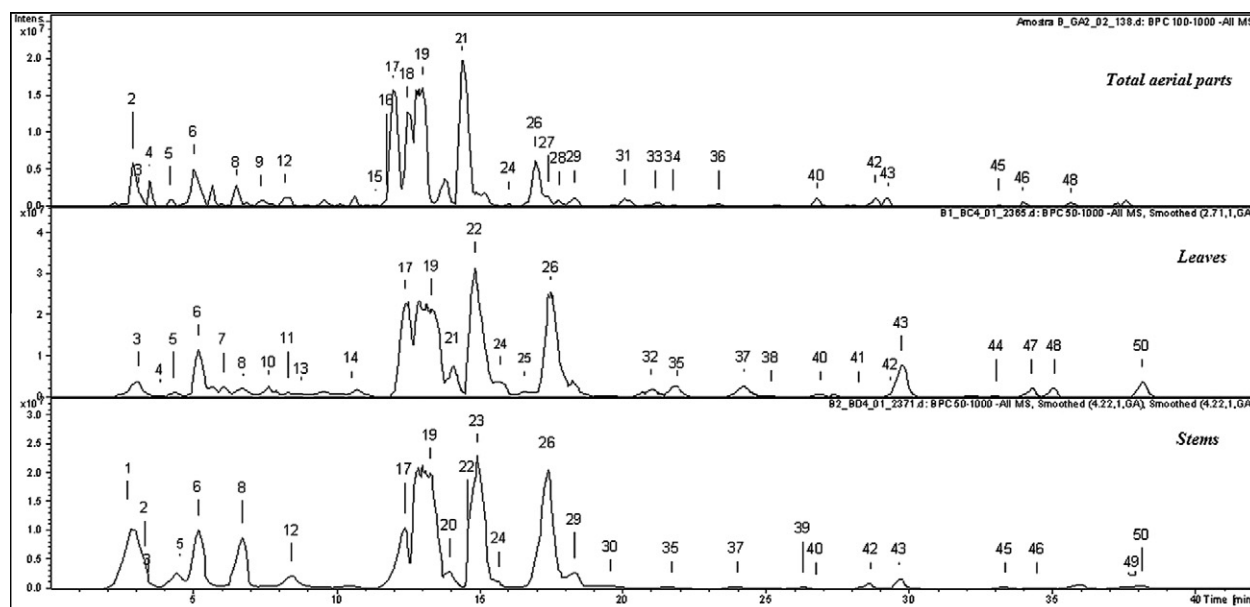 Intens.
x10⁷
Amostra B_GA2_02_138.d: BPC 100-1000 -All MS
Total aerial parts
2.0
1.5
1.0
0.5
0.0
2 3 4 5 6 8 9 12 15 16 17 18 19 21 24 26 27 28 29 31 33 34 36 40 42 43 45 46 48
x10⁷
B1_BC4_01_2365.d: BPC 50-1000 -All MS, Smoothed (2.71,1,GA)
Leaves
4
3
2
1
0
3 4 5 6 7 8 10 11 13 14 17 19 21 22 24 25 26 32 35 37 38 40 41 42 43 44 47 48 50
x10⁷
B2_BD4_01_2371.d: BPC 50-1000 -All MS, Smoothed (4.22,1,GA), Smoothed (4.22,1,GA)
Stems
3.0
2.5
2.0
1.5
1.0
0.5
0.0
1 2 3 5 6 8 12 17 19 20 22 23 24 26 29 30 35 37 39 40 42 43 45 46 49 50
5 10 15 20 25 30 35 40 Time [min]